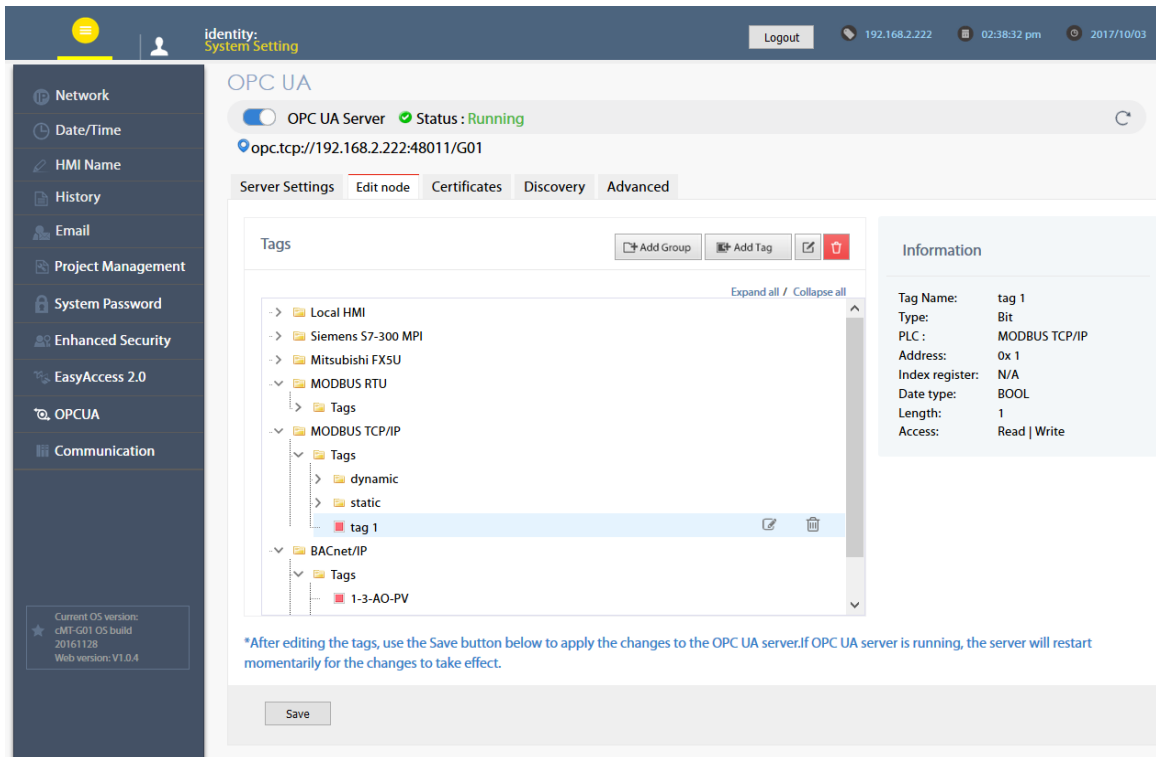 identity:
System Setting
Logout
192.168.2.222
02:38:32 pm
2017/10/03
Network
Date/Time
HMI Name
History
Email
Project Management
System Password
Enhanced Security
EasyAccess 2.0
OPCUA
Communication
Current OS version:
cMT-G01 OS build
20161128
Web version: V1.0.4
OPC UA
OPC UA Server Status : Running
opc.tcp://192.168.2.222:48011/G01
Server Settings Edit node Certificates Discovery Advanced
Tags
Add Group Add Tag
Expand all / Collapse all
Local HMI
Siemens S7-300 MPI
Mitsubishi FX5U
MODBUS RTU
Tags
MODBUS TCP/IP
Tags
dynamic
static
tag 1
BACnet/IP
Tags
1-3-AO-PV
Information
Tag Name: tag 1
Type: Bit
PLC : MODBUS TCP/IP
Address: 0x 1
Index register: N/A
Date type: BOOL
Length: 1
Access: Read | Write
*After editing the tags, use the Save button below to apply the changes to the OPC UA server.If OPC UA server is running, the server will restart
momentarily for the changes to take effect.
Save